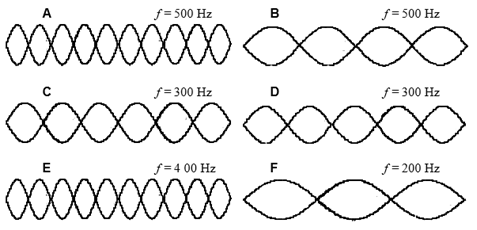 A f = 500 Hz
B f = 500 Hz
C f = 300 Hz
D f = 300 Hz
E f = 4 00 Hz
F f = 200 Hz